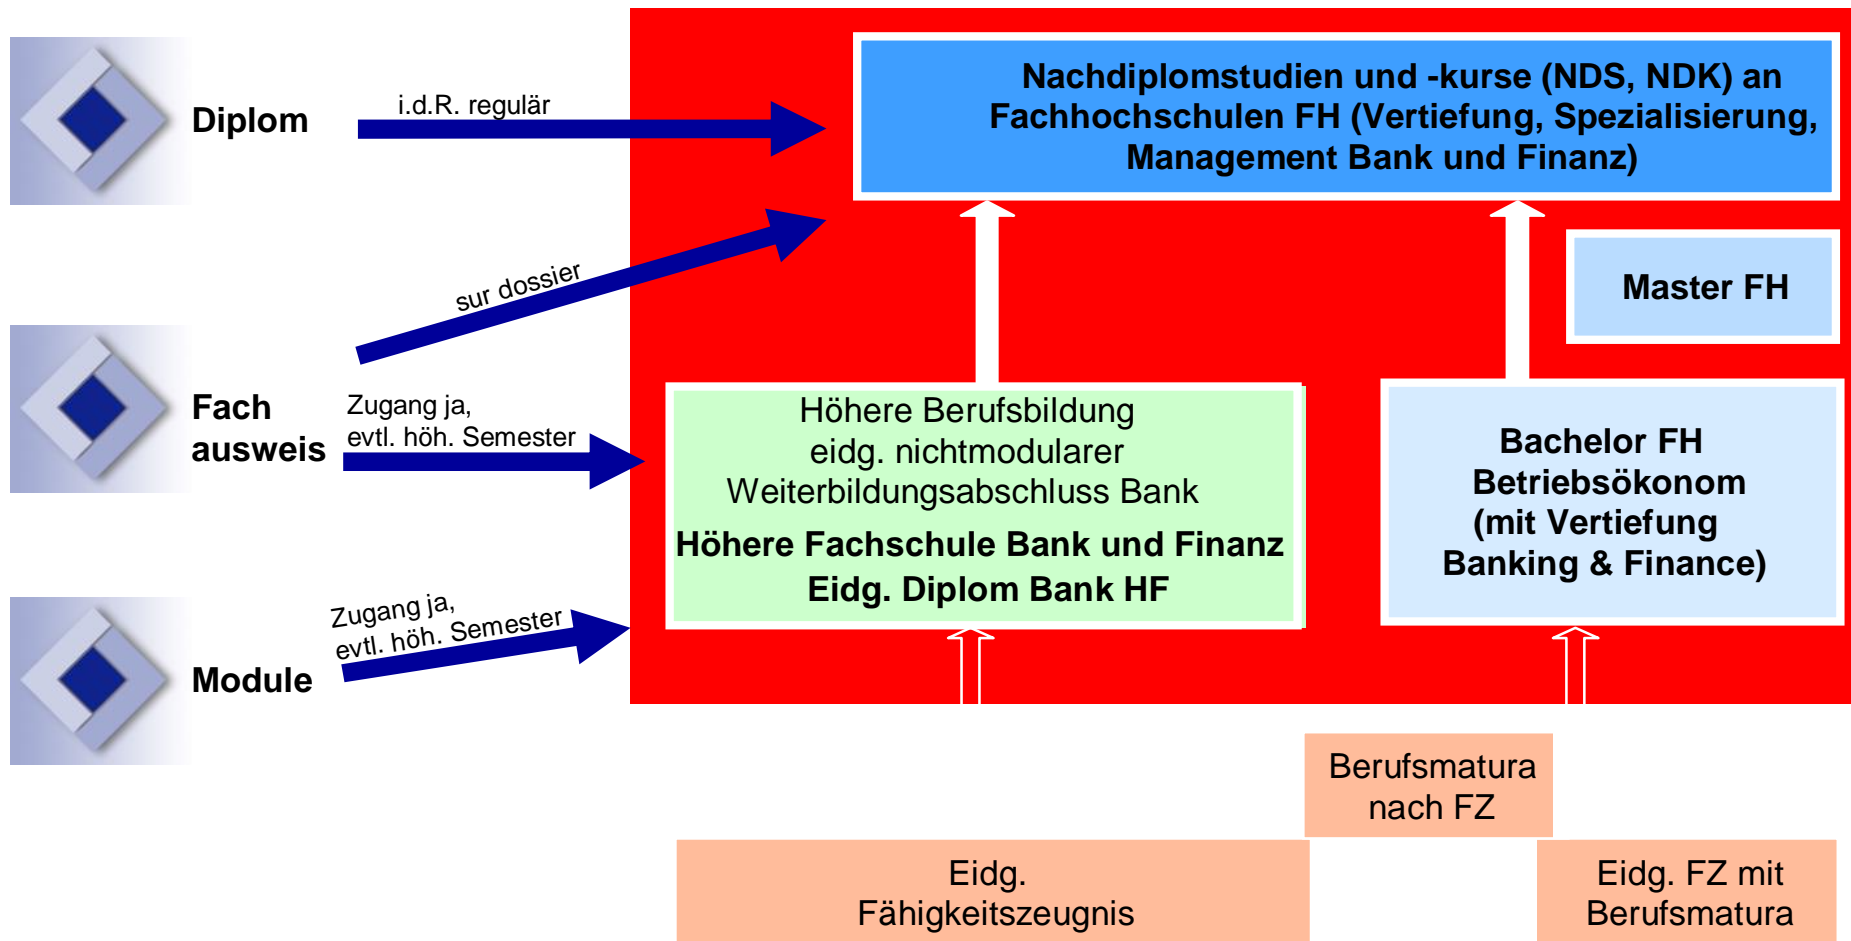 Diplom
i.d.R. regulär
Nachdiplomstudien und -kurse (NDS, NDK) an
Fachhochschulen FH (Vertiefung, Spezialisierung,
Management Bank und Finanz)
sur dossier
Master FH
Fach
ausweis
Zugang ja,
evtl. höh. Semester
Höhere Berufsbildung
eidg. nichtmodularer
Weiterbildungsabschluss Bank
Höhere Fachschule Bank und Finanz
Eidg. Diplom Bank HF
Bachelor FH
Betriebsökonom
(mit Vertiefung
Banking & Finance)
Module
Zugang ja,
evtl. höh. Semester
Berufsmatura
nach FZ
Eidg.
Fähigkeitszeugnis
Eidg. FZ mit
Berufsmatura